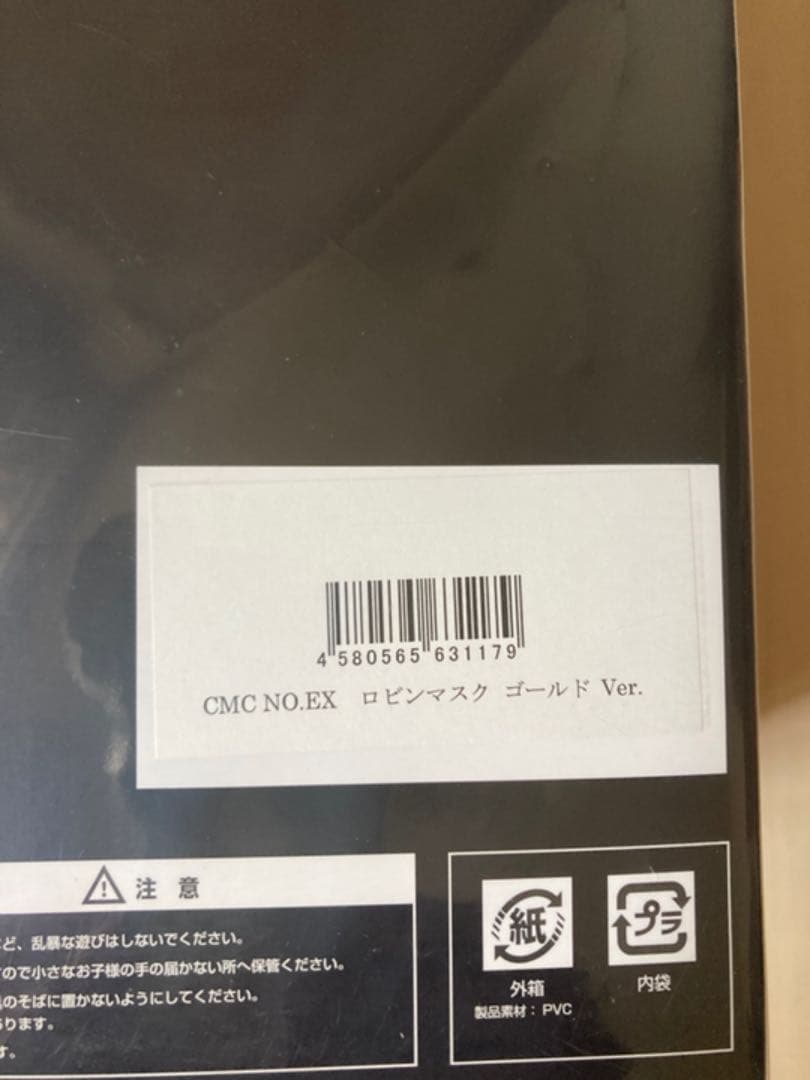 4 580565 631179
CMC NO.EX ロビンマスク ゴールド Ver.
注 意
ど、乱暴な遊びはしないでください。
ので小さなお子様の手の届かない所へ保管ください。
のそばに置かないようにしてください。
ります。
す。
紙
外箱
プラ
内袋
製品素材：PVC